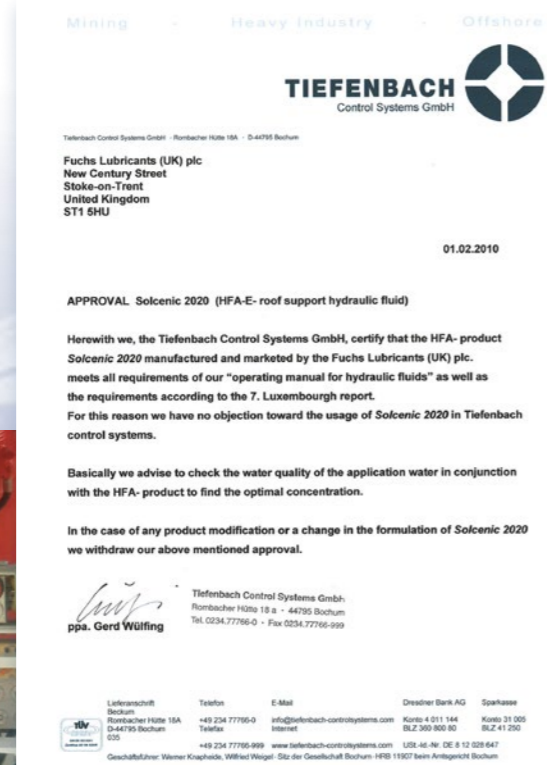 Mining - Heavy Industry - Offshore
TIEFENBACH
Control Systems GmbH
Tiefenbach Control Systems GmbH - Rombacher Hütte 18A - D-44795 Bochum
Fuchs Lubricants (UK) plc
New Century Street
Stoke-on-Trent
United Kingdom
ST1 5HU
01.02.2010
APPROVAL Solcenic 2020 (HFA-E- roof support hydraulic fluid)
Herewith we, the Tiefenbach Control Systems GmbH, certify that the HFA- product
Solcenic 2020 manufactured and marketed by the Fuchs Lubricants (UK) plc.
meets all requirements of our “operating manual for hydraulic fluids” as well as
the requirements according to the 7. Luxembourgh report.
For this reason we have no objection toward the usage of Solcenic 2020 in Tiefenbach
control systems.
Basically we advise to check the water quality of the application water in conjunction
with the HFA- product to find the optimal concentration.
In the case of any product modification or a change in the formulation of Solcenic 2020
we withdraw our above mentioned approval.
Tiefenbach Control Systems GmbH
Rombacher Hütte 18 a - 44795 Bochum
Tel. 0234.77766-0 - Fax 0234.77766-999
ppa. Gerd Wülfing
Lieferanschrift Telefon E-Mail Dresdner Bank AG Sparkasse
Beckum
Rombacher Hütte 18A +49 234 77766-0 info@tiefenbach-controlsystems.com Konto 4 011 144 Konto 31 005
D-44795 Bochum Telefax Internet BLZ 360 800 80 BLZ 41 250
035
+49 234 77766-999 www.tiefenbach-controlsystems.com USt.-Id.-Nr. DE 8 12 028 647
Geschäftsführer: Werner Knapheide, Wilfried Weigel - Sitz der Gesellschaft Bochum - HRB 11907 beim Amtsgericht Bochum
TÜV